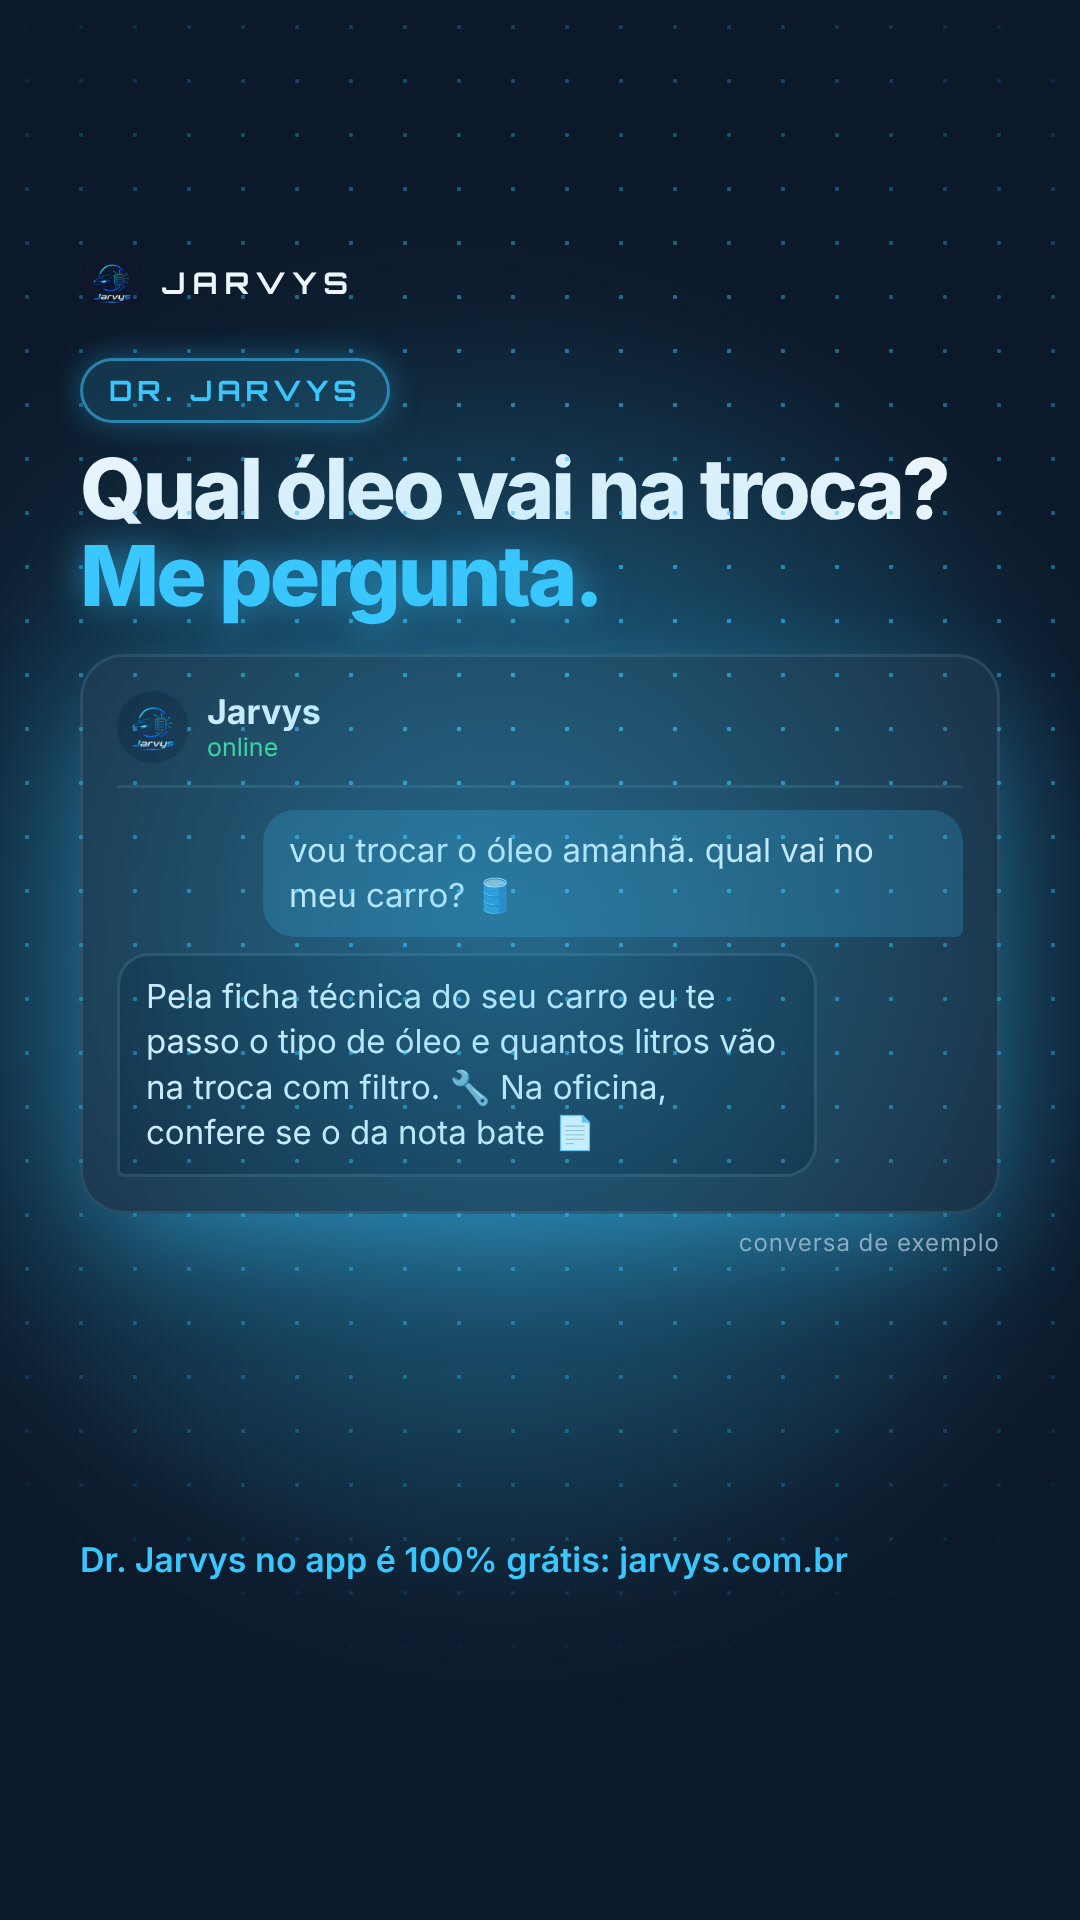 Jarvys
JARVYS
DR. JARVYS
Qual óleo vai na troca?
Me pergunta.
Jarvys
Jarvys
online
vou trocar o óleo amanhã. qual vai no
meu carro? 🛢️
Pela ficha técnica do seu carro eu te
passo o tipo de óleo e quantos litros vão
na troca com filtro. 🔧 Na oficina,
confere se o da nota bate 📄
conversa de exemplo
Dr. Jarvys no app é 100% grátis: jarvys.com.br